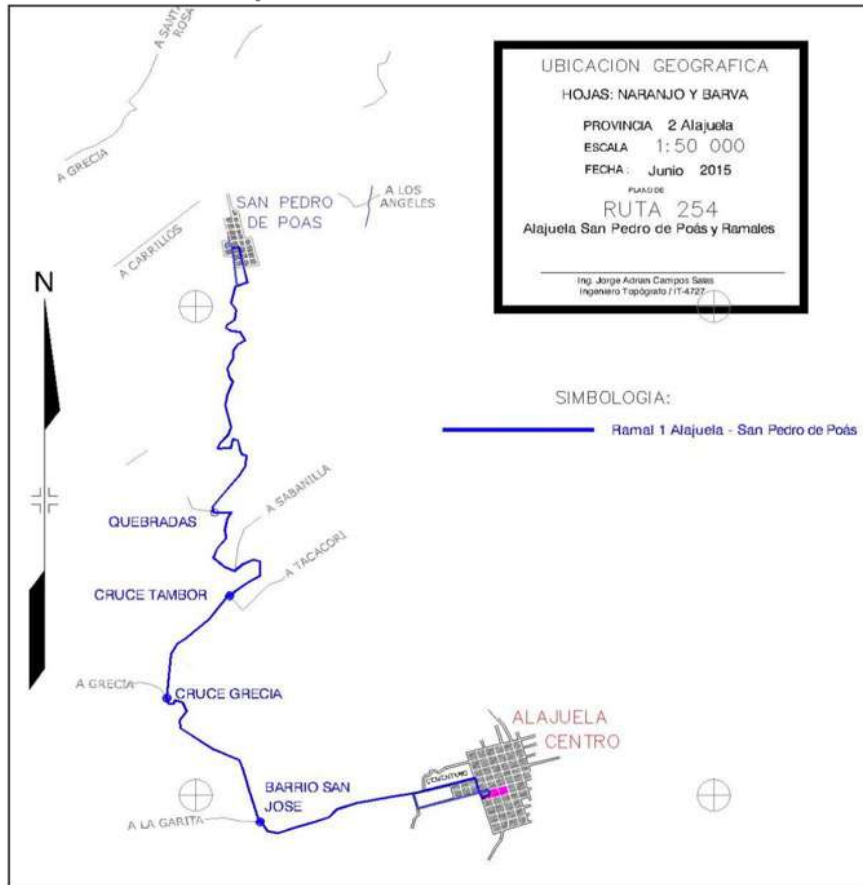 A SANTA
ROSA
A GRECIA
A CARRILLOS
SAN PEDRO
DE POAS
A LOS
ANGELES
UBICACION GEOGRAFICA
HOJAS: NARANJO Y BARVA
PROVINCIA 2 Alajuela
ESCALA 1:50 000
FECHA: Junio 2015
PLANO DE
RUTA 254
Alajuela San Pedro de Poás y Ramales
Ing. Jorge Adrian Campos Salas
Ingeniero Topógrafo / IT-4727
N
SIMBOLOGIA:
Ramal 1 Alajuela - San Pedro de Poás
A SABANILLA
QUEBRADAS
A TACACORI
CRUCE TAMBOR
A GRECIA
CRUCE GRECIA
ALAJUELA
CENTRO
CEMENTERIO
BARRIO SAN
JOSE
A LA GARITA